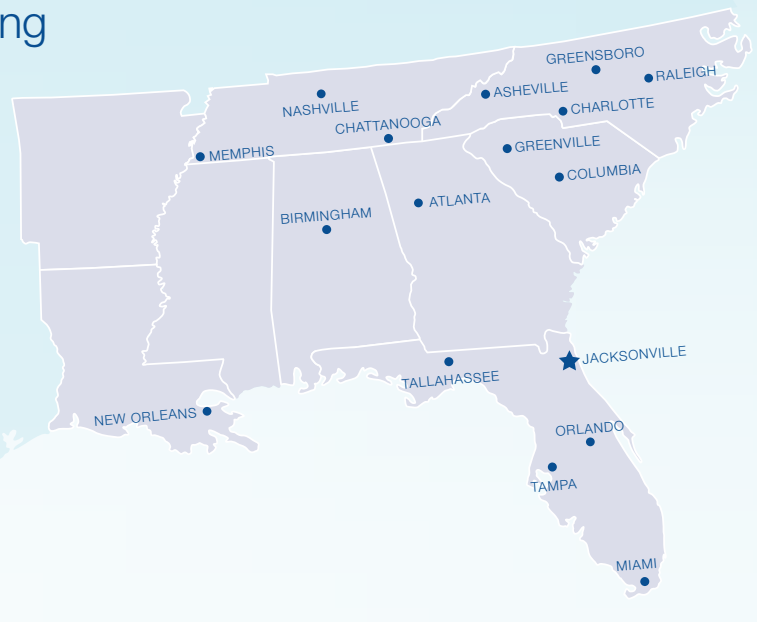 ng
GREENSBORO
RALEIGH
ASHEVILLE
NASHVILLE
CHARLOTTE
CHATTANOOGA
MEMPHIS
GREENVILLE
COLUMBIA
ATLANTA
BIRMINGHAM
JACKSONVILLE
TALLAHASSEE
NEW ORLEANS
ORLANDO
TAMPA
MIAMI